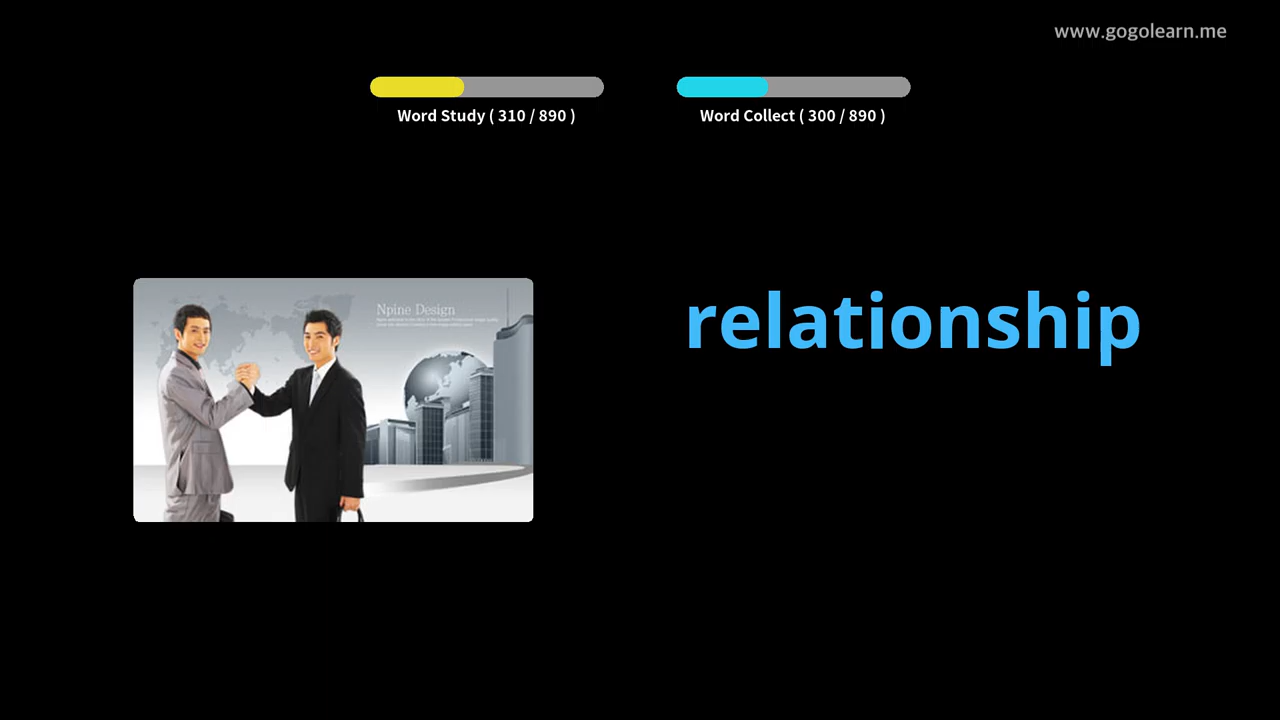 www.gogolearn.me
Word Study ( 310 / 890 )
Word Collect ( 300 / 890 )
Npine Design
relationship